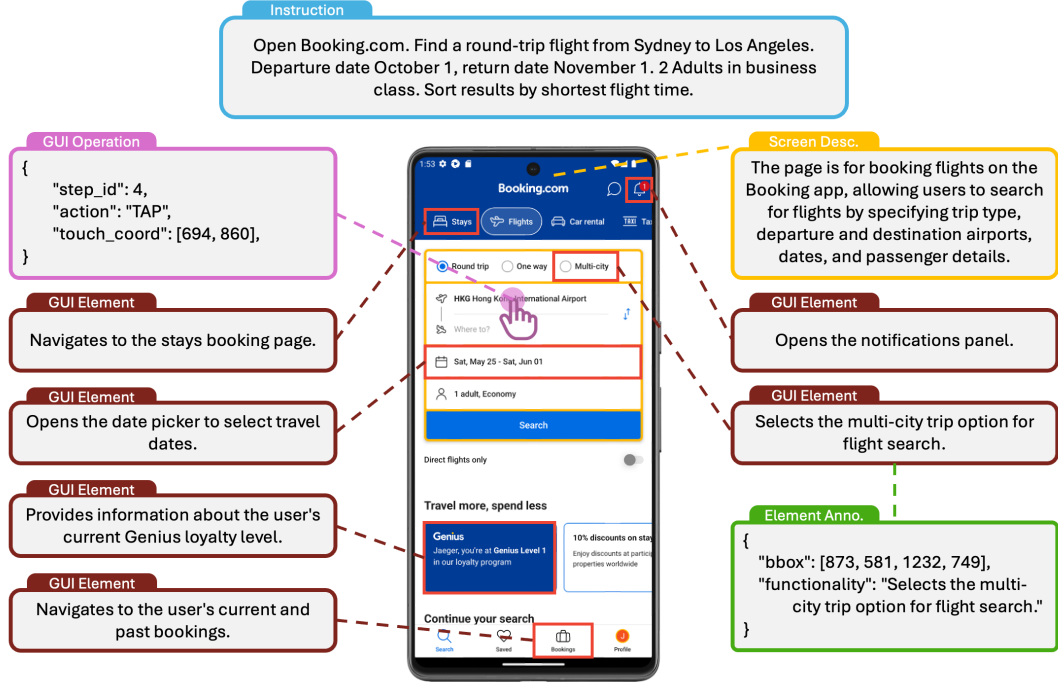 Instruction
Open Booking.com. Find a round-trip flight from Sydney to Los Angeles.
Departure date October 1, return date November 1. 2 Adults in business
class. Sort results by shortest flight time.
GUI Operation
{
"step_id": 4,
"action": "TAP",
"touch_coord": [694, 860],
}
GUI Element
Navigates to the stays booking page.
GUI Element
Opens the date picker to select travel
dates.
GUI Element
Provides information about the user's
current Genius loyalty level.
GUI Element
Navigates to the user's current and
past bookings.
1:53
Booking.com
Stays
Flights
Car rental
TAXI
Ta
Round trip
One way
Multi-city
HKG Hong Kong International Airport
Where to?
Sat, May 25 - Sat, Jun 01
1 adult, Economy
Search
Direct flights only
Travel more, spend less
Genius
Jaeger, you're at Genius Level 1
in our loyalty program
10% discounts on stay
Enjoy discounts at particip
properties worldwide
Continue your search
Search
Saved
Bookings
J
Profile
Screen Desc.
The page is for booking flights on the
Booking app, allowing users to search
for flights by specifying trip type,
departure and destination airports,
dates, and passenger details.
GUI Element
Opens the notifications panel.
GUI Element
Selects the multi-city trip option for
flight search.
Element Anno.
{
"bbox": [873, 581, 1232, 749],
"functionality": "Selects the multi-
city trip option for flight search."
}